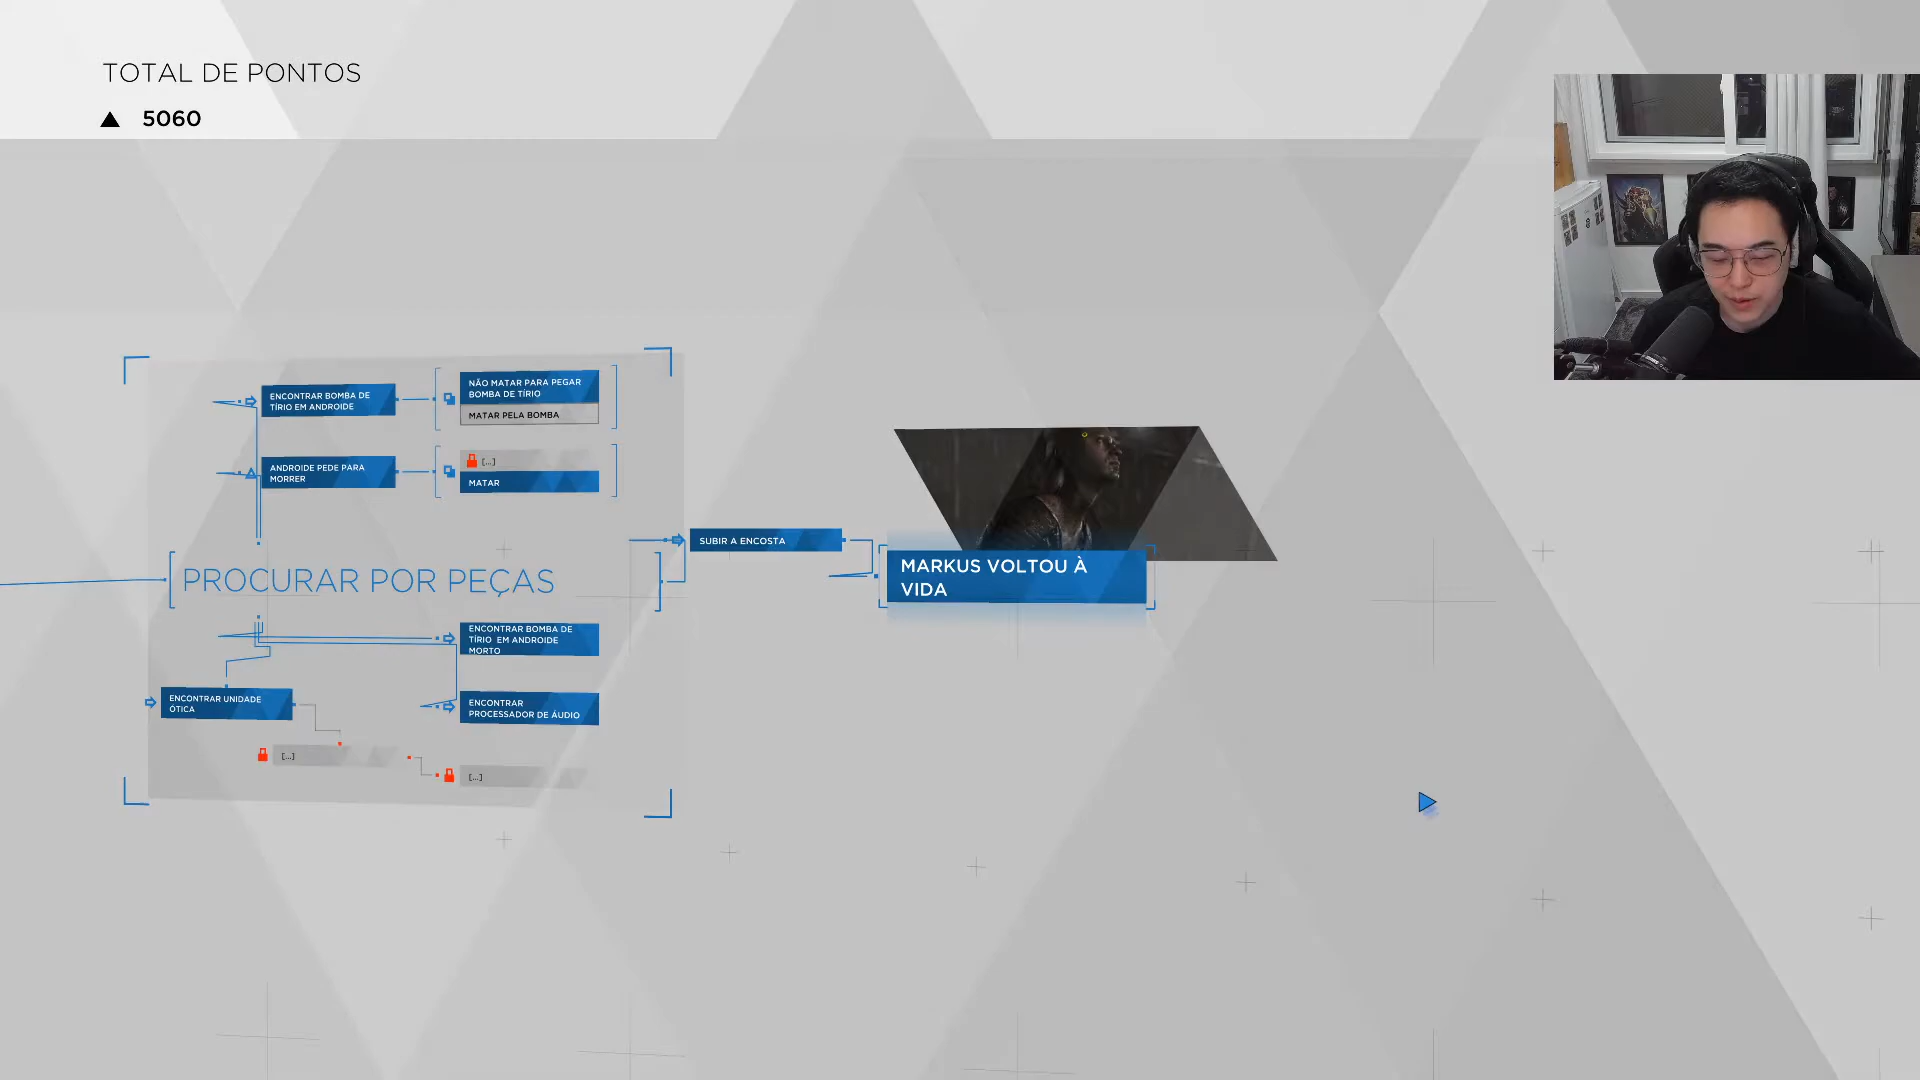 TOTAL DE PONTOS
▲ 5060
ENCONTRAR BOMBA DE
TÍRIO EM ANDROIDE
NÃO MATAR PARA PEGAR
BOMBA DE TÍRIO
MATAR PELA BOMBA
ANDROIDE PEDE PARA
MORRER
[...]
MATAR
SUBIR A ENCOSTA
MARKUS VOLTOU À
VIDA
PROCURAR POR PEÇAS
ENCONTRAR BOMBA DE
TÍRIO EM ANDROIDE
MORTO
ENCONTRAR UNIDADE
ÓTICA
ENCONTRAR
PROCESSADOR DE ÁUDIO
[...]
[...]